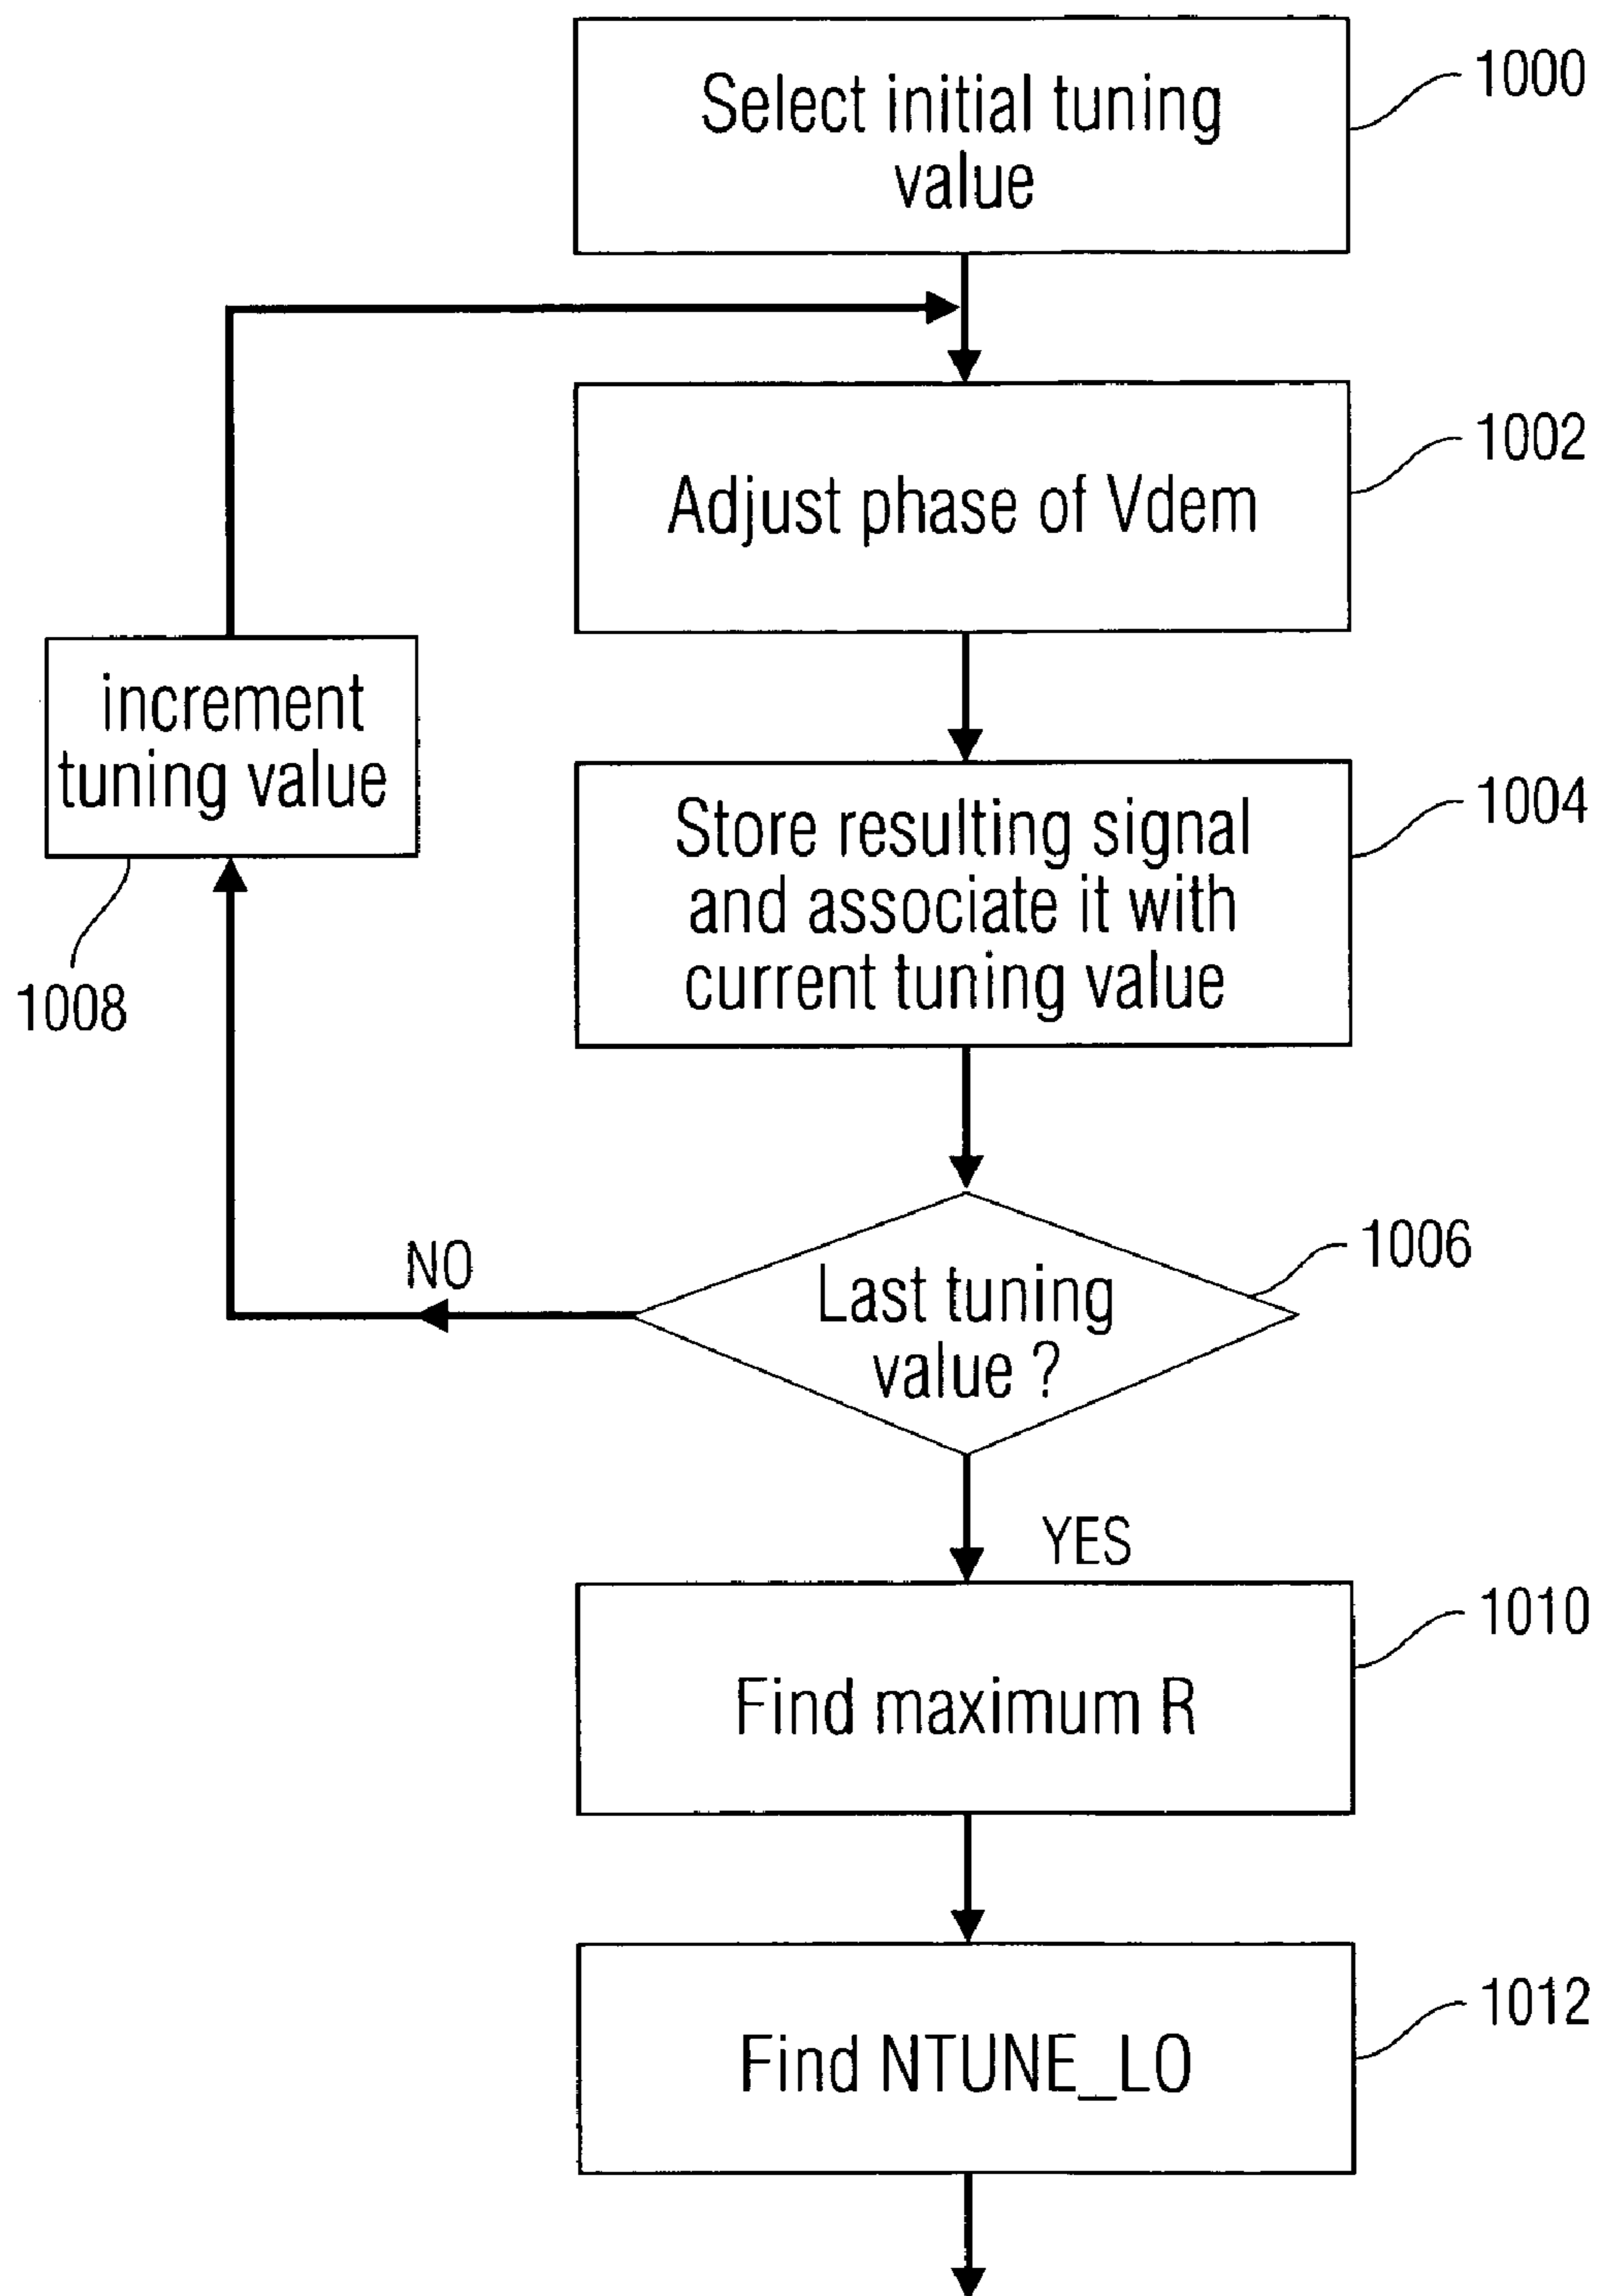 Select initial tuning
value
1000
Adjust phase of Vdem
1002
increment
tuning value
1008
Store resulting signal
and associate it with
current tuning value
1004
Last tuning
value ?
1006
NO
YES
Find maximum R
1010
Find NTUNE_LO
1012